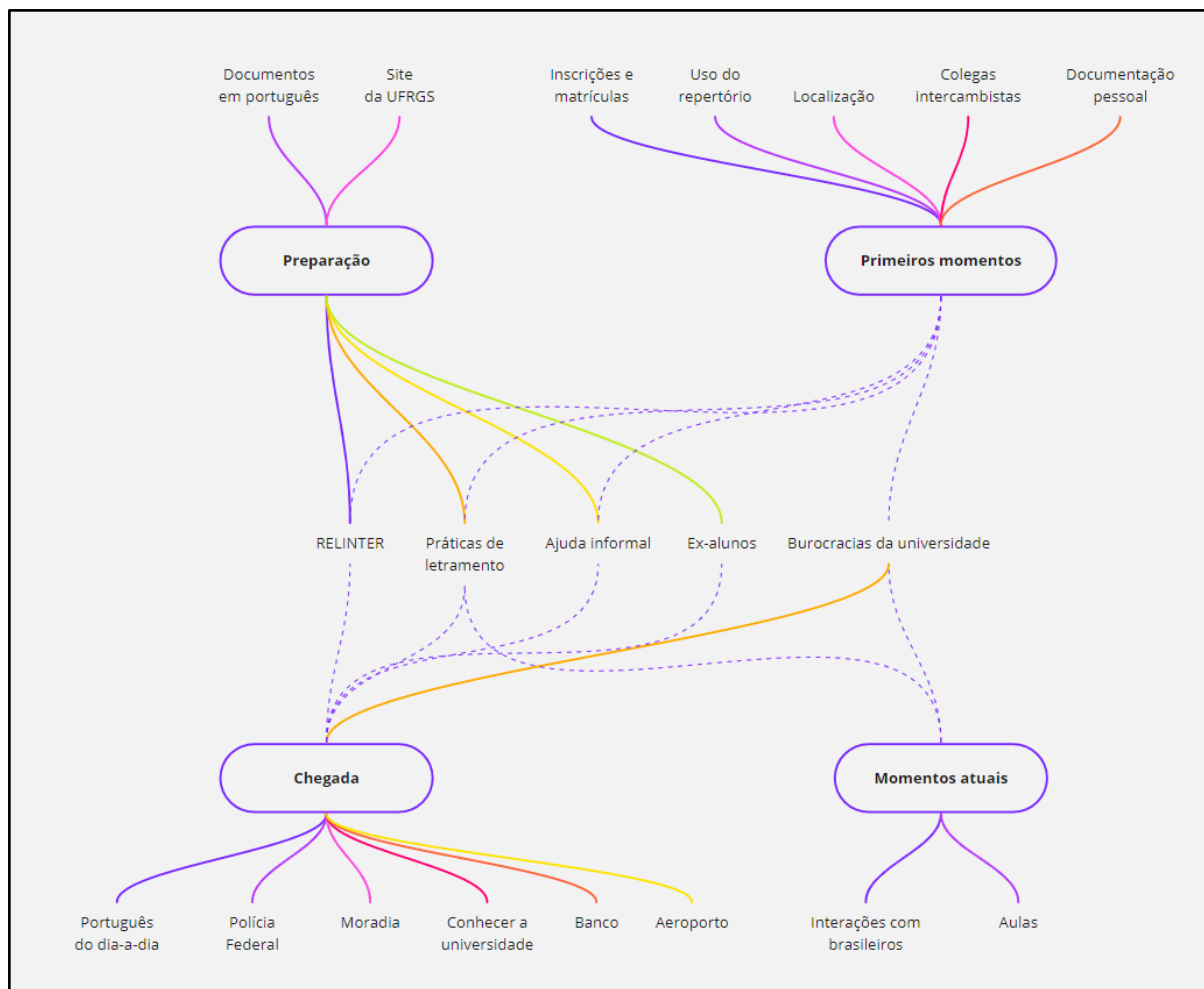 Documentos
em português
Site
da UFRGS
Inscrições e
matrículas
Uso do
repertório
Localização
Colegas
intercambistas
Documentação
pessoal
Preparação
Primeiros momentos
RELINTER
Práticas de
letramento
Ajuda informal
Ex-alunos
Burocracias da universidade
Chegada
Momentos atuais
Português
do dia-a-dia
Polícia
Federal
Moradia
Conhecer a
universidade
Banco
Aeroporto
Interações com
brasileiros
Aulas